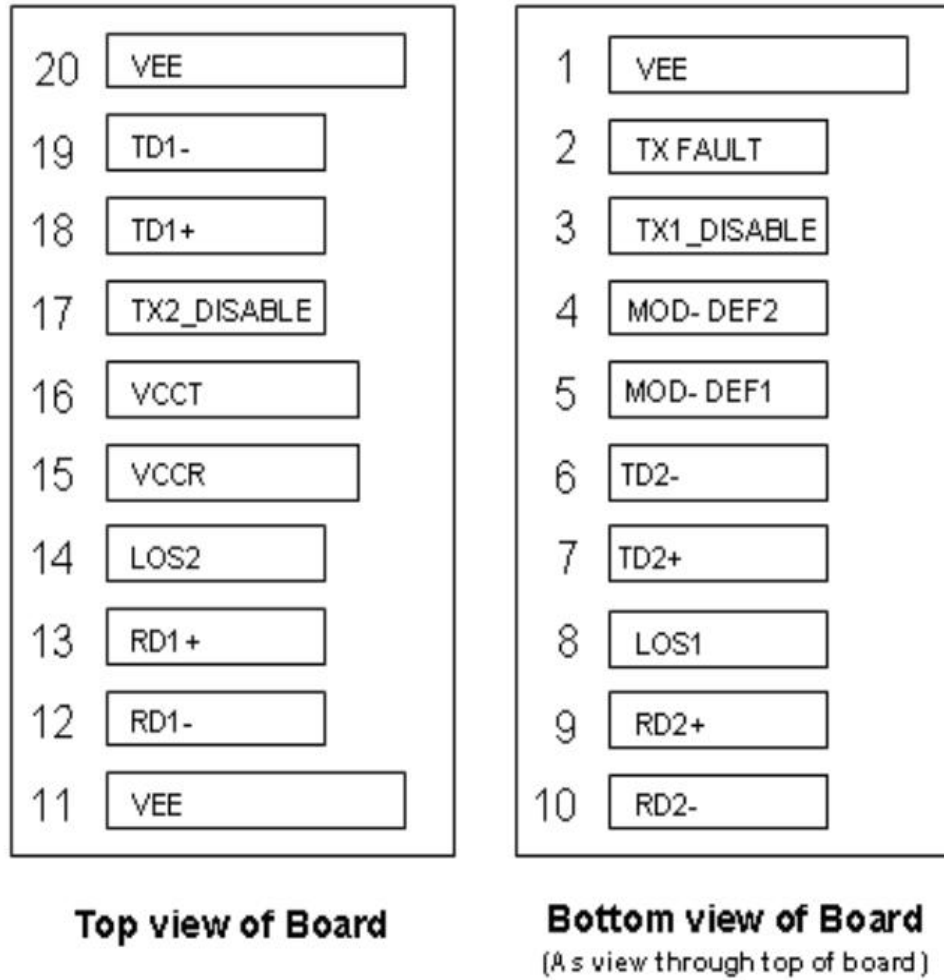 20 VEE
19 TD1-
18 TD1+
17 TX2_DISABLE
16 VCCT
15 VCCR
14 LOS2
13 RD1+
12 RD1-
11 VEE
Top view of Board
1 VEE
2 TX FAULT
3 TX1_DISABLE
4 MOD- DEF2
5 MOD- DEF1
6 TD2-
7 TD2+
8 LOS1
9 RD2+
10 RD2-
Bottom view of Board
(As view through top of board)